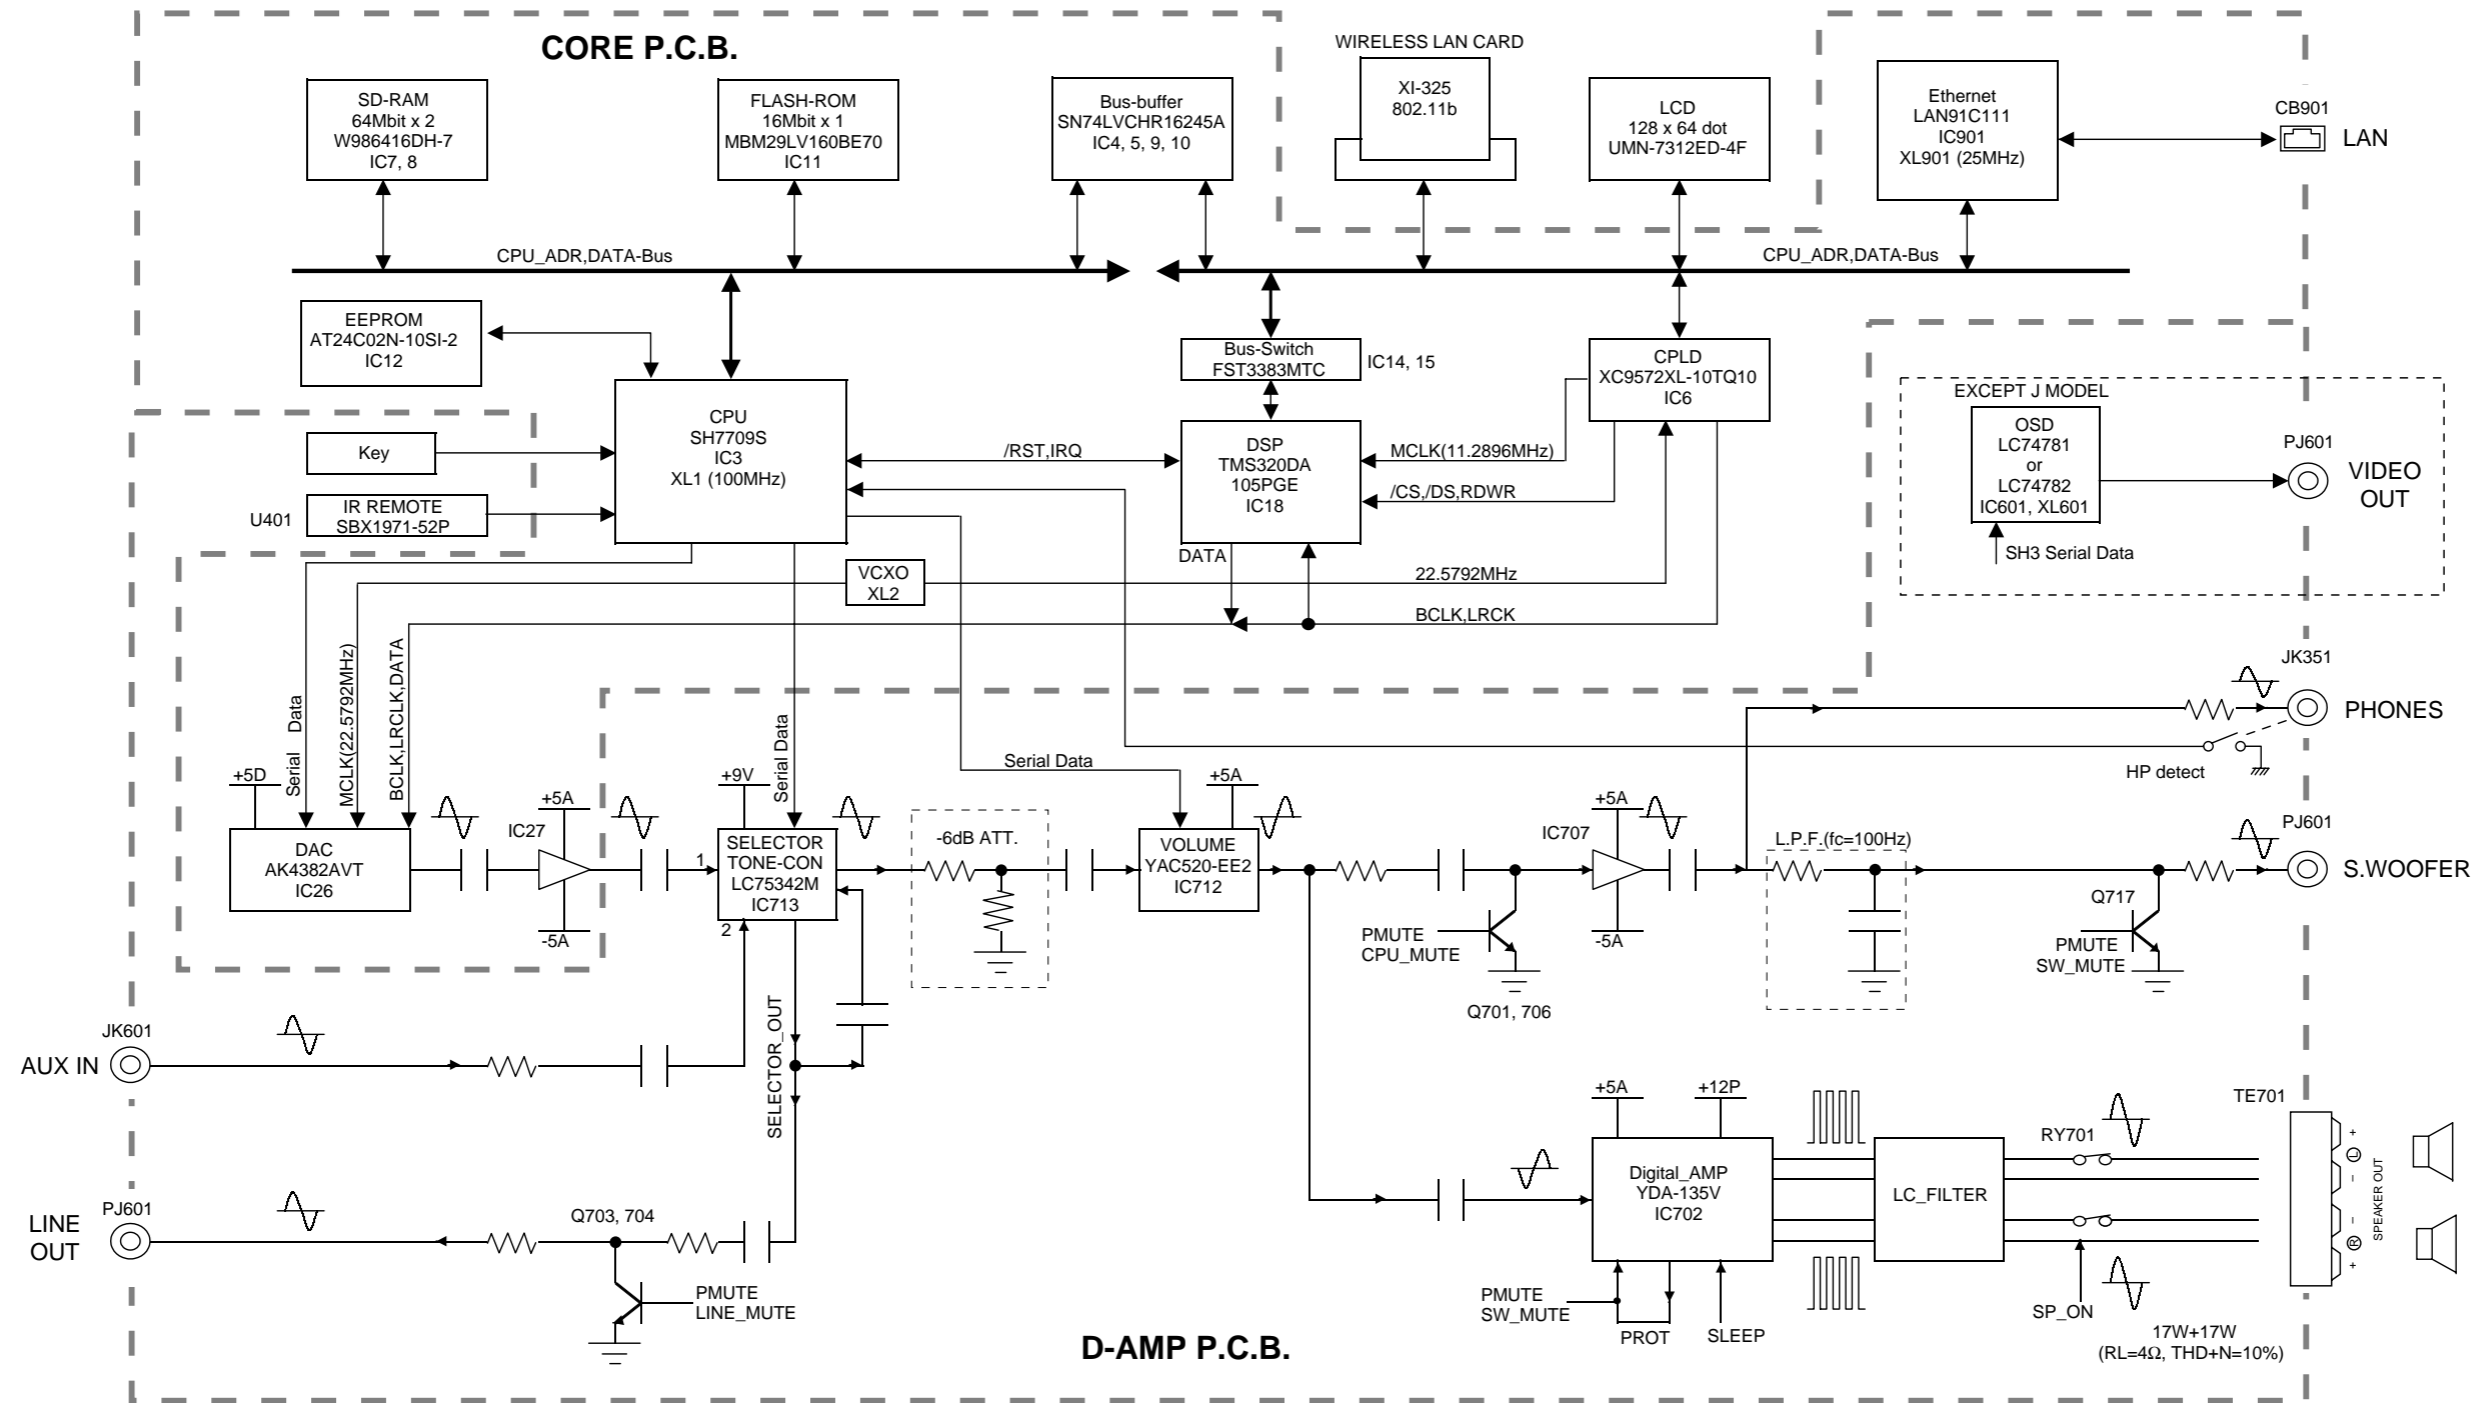 CORE P.C.B.
SD-RAM
64Mbit x 2
W986416DH-7
IC7, 8
FLASH-ROM
16Mbit x 1
MBM29LV160BE70
IC11
Bus-buffer
SN74LVCHR16245A
IC4, 5, 9, 10
WIRELESS LAN CARD
XI-325
802.11b
LCD
128 x 64 dot
UMN-7312ED-4F
Ethernet
LAN91C111
IC901
XL901 (25MHz)
CB901
LAN
CPU_ADR,DATA-Bus
CPU_ADR,DATA-Bus
EEPROM
AT24C02N-10SI-2
IC12
CPU
SH7709S
IC3
XL1 (100MHz)
Key
U401
IR REMOTE
SBX1971-52P
Bus-Switch
FST3383MTC
IC14, 15
CPLD
XC9572XL-10TQ10
IC6
DSP
TMS320DA
105PGE
IC18
/RST,IRQ
MCLK(11.2896MHz)
/CS,/DS,RDWR
DATA
VCXO
XL2
22.5792MHz
BCLK,LRCK
EXCEPT J MODEL
OSD
LC74781
or
LC74782
IC601, XL601
SH3 Serial Data
PJ601
VIDEO
OUT
Serial Data
MCLK(22.5792MHz)
BCLK,LRCLK,DATA
Serial Data
Serial Data
JK351
PHONES
HP detect
+5D
DAC
AK4382AVT
IC26
IC27
+5A
-5A
+9V
1
SELECTOR
TONE-CON
LC75342M
IC713
2
-6dB ATT.
+5A
VOLUME
YAC520-EE2
IC712
PMUTE
CPU_MUTE
Q701, 706
IC707
+5A
-5A
L.P.F.(fc=100Hz)
Q717
PMUTE
SW_MUTE
PJ601
S.WOOFER
JK601
AUX IN
SELECTOR_OUT
PJ601
LINE
OUT
Q703, 704
PMUTE
LINE_MUTE
+5A
+12P
Digital_AMP
YDA-135V
IC702
PMUTE
SW_MUTE
PROT
SLEEP
LC_FILTER
RY701
SP_ON
TE701
+
L
−
−
R
+
SPEAKER OUT
17W+17W
(RL=4Ω, THD+N=10%)
D-AMP P.C.B.